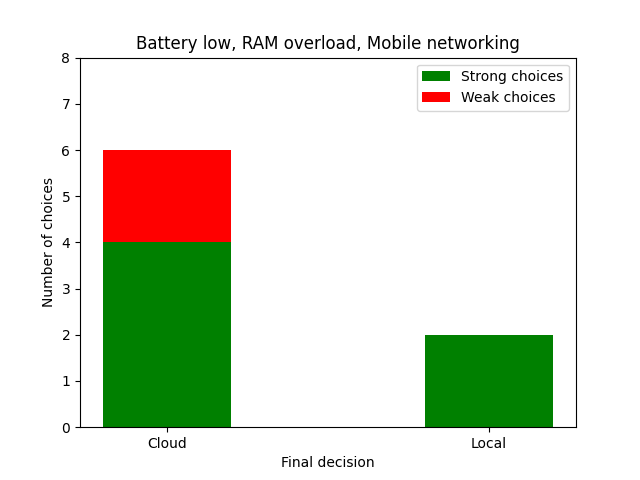 Battery low, RAM overload, Mobile networking
Strong choices
Weak choices
Number of choices
8
7
6
5
4
3
2
1
0
Cloud
Local
Final decision